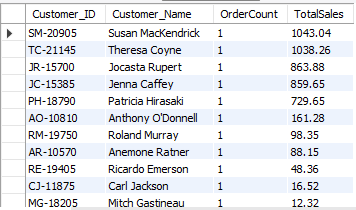 Customer_ID Customer_Name OrderCount TotalSales
SM-20905 Susan MacKendrick 1 1043.04
TC-21145 Theresa Coyne 1 1038.26
JR-15700 Jocasta Rupert 1 863.88
JC-15385 Jenna Caffey 1 859.65
PH-18790 Patricia Hirasaki 1 729.65
AO-10810 Anthony O'Donnell 1 161.28
RM-19750 Roland Murray 1 98.35
AR-10570 Anemone Ratner 1 88.15
RE-19405 Ricardo Emerson 1 48.36
CJ-11875 Carl Jackson 1 16.52
MG-18205 Mitch Gastineau 1 12.32